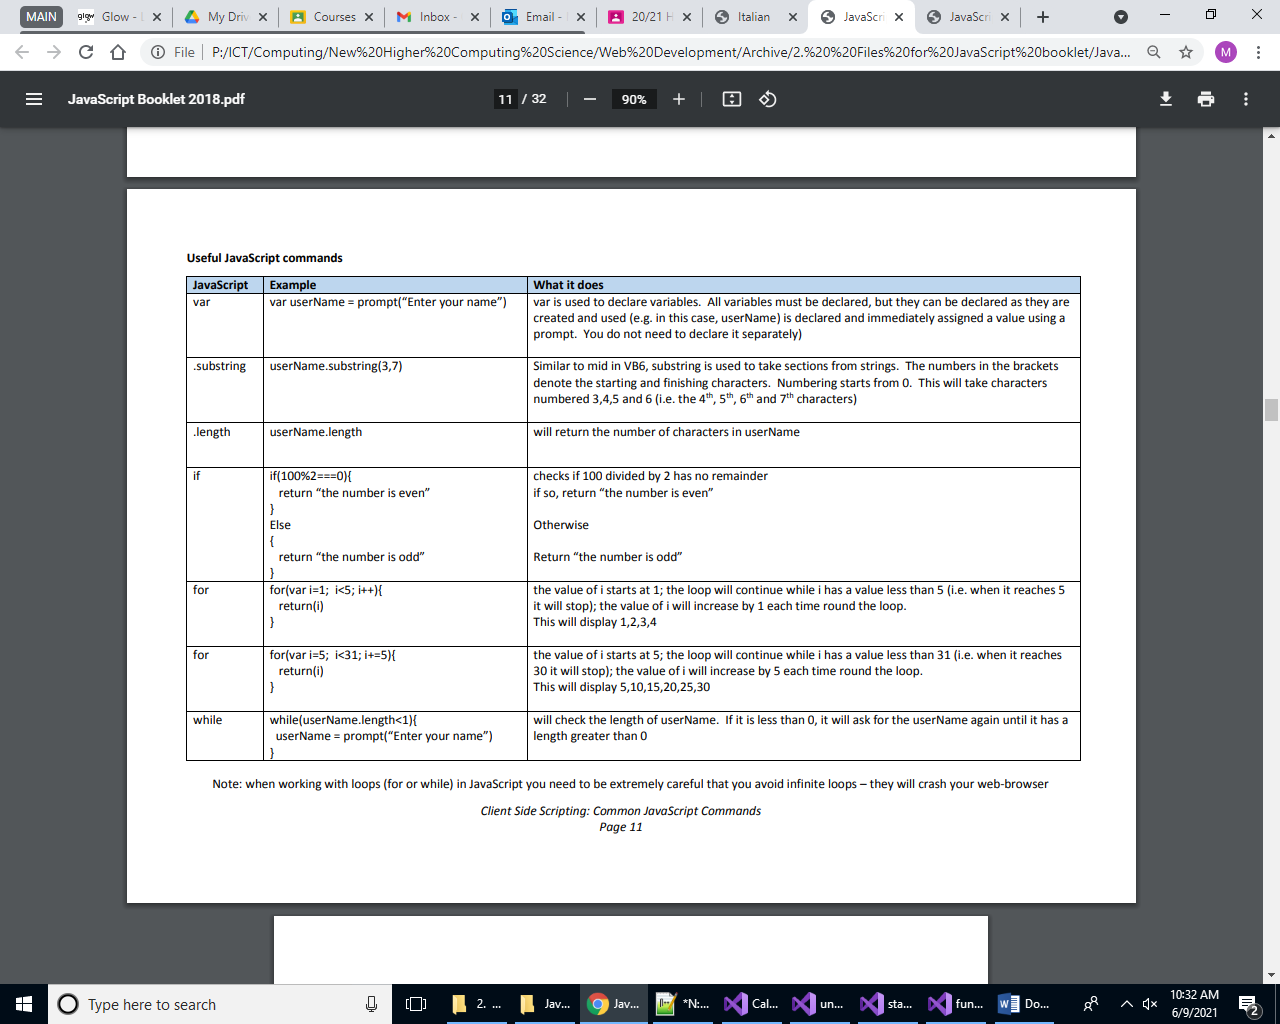 MAIN
glow Glow -
My Driv
Courses
Inbox -
Email -
20/21 H
Italian
JavaScri
JavaScri
File P:/ICT/Computing/New%20Higher%20Computing%20Science/Web%20Development/Archive/2.%20%20Files%20for%20JavaScript%20booklet/Java...
M
JavaScript Booklet 2018.pdf
11 / 32
90%
Useful JavaScript commands
JavaScript Example What it does
var var userName = prompt(“Enter your name”) var is used to declare variables. All variables must be declared, but they can be declared as they are
created and used (e.g. in this case, userName) is declared and immediately assigned a value using a
prompt. You do not need to declare it separately)
.substring userName.substring(3,7) Similar to mid in VB6, substring is used to take sections from strings. The numbers in the brackets
denote the starting and finishing characters. Numbering starts from 0. This will take characters
numbered 3,4,5 and 6 (i.e. the 4th, 5th, 6th and 7th characters)
.length userName.length will return the number of characters in userName
if if(100%2===0){ checks if 100 divided by 2 has no remainder
return “the number is even” if so, return “the number is even”
}
Else Otherwise
{
return “the number is odd” Return “the number is odd”
}
for for(var i=1; i<5; i++){ the value of i starts at 1; the loop will continue while i has a value less than 5 (i.e. when it reaches 5
return(i) it will stop); the value of i will increase by 1 each time round the loop.
} This will display 1,2,3,4
for for(var i=5; i<31; i+=5){ the value of i starts at 5; the loop will continue while i has a value less than 31 (i.e. when it reaches
return(i) 30 it will stop); the value of i will increase by 5 each time round the loop.
} This will display 5,10,15,20,25,30
while while(userName.length<1){ will check the length of userName. If it is less than 0, it will ask for the userName again until it has a
userName = prompt(“Enter your name”) length greater than 0
}
Note: when working with loops (for or while) in JavaScript you need to be extremely careful that you avoid infinite loops – they will crash your web-browser
Client Side Scripting: Common JavaScript Commands
Page 11
Type here to search
2. ...
Jav...
Jav...
*N:...
Cal...
un...
sta...
fun...
Do...
10:32 AM
6/9/2021
2